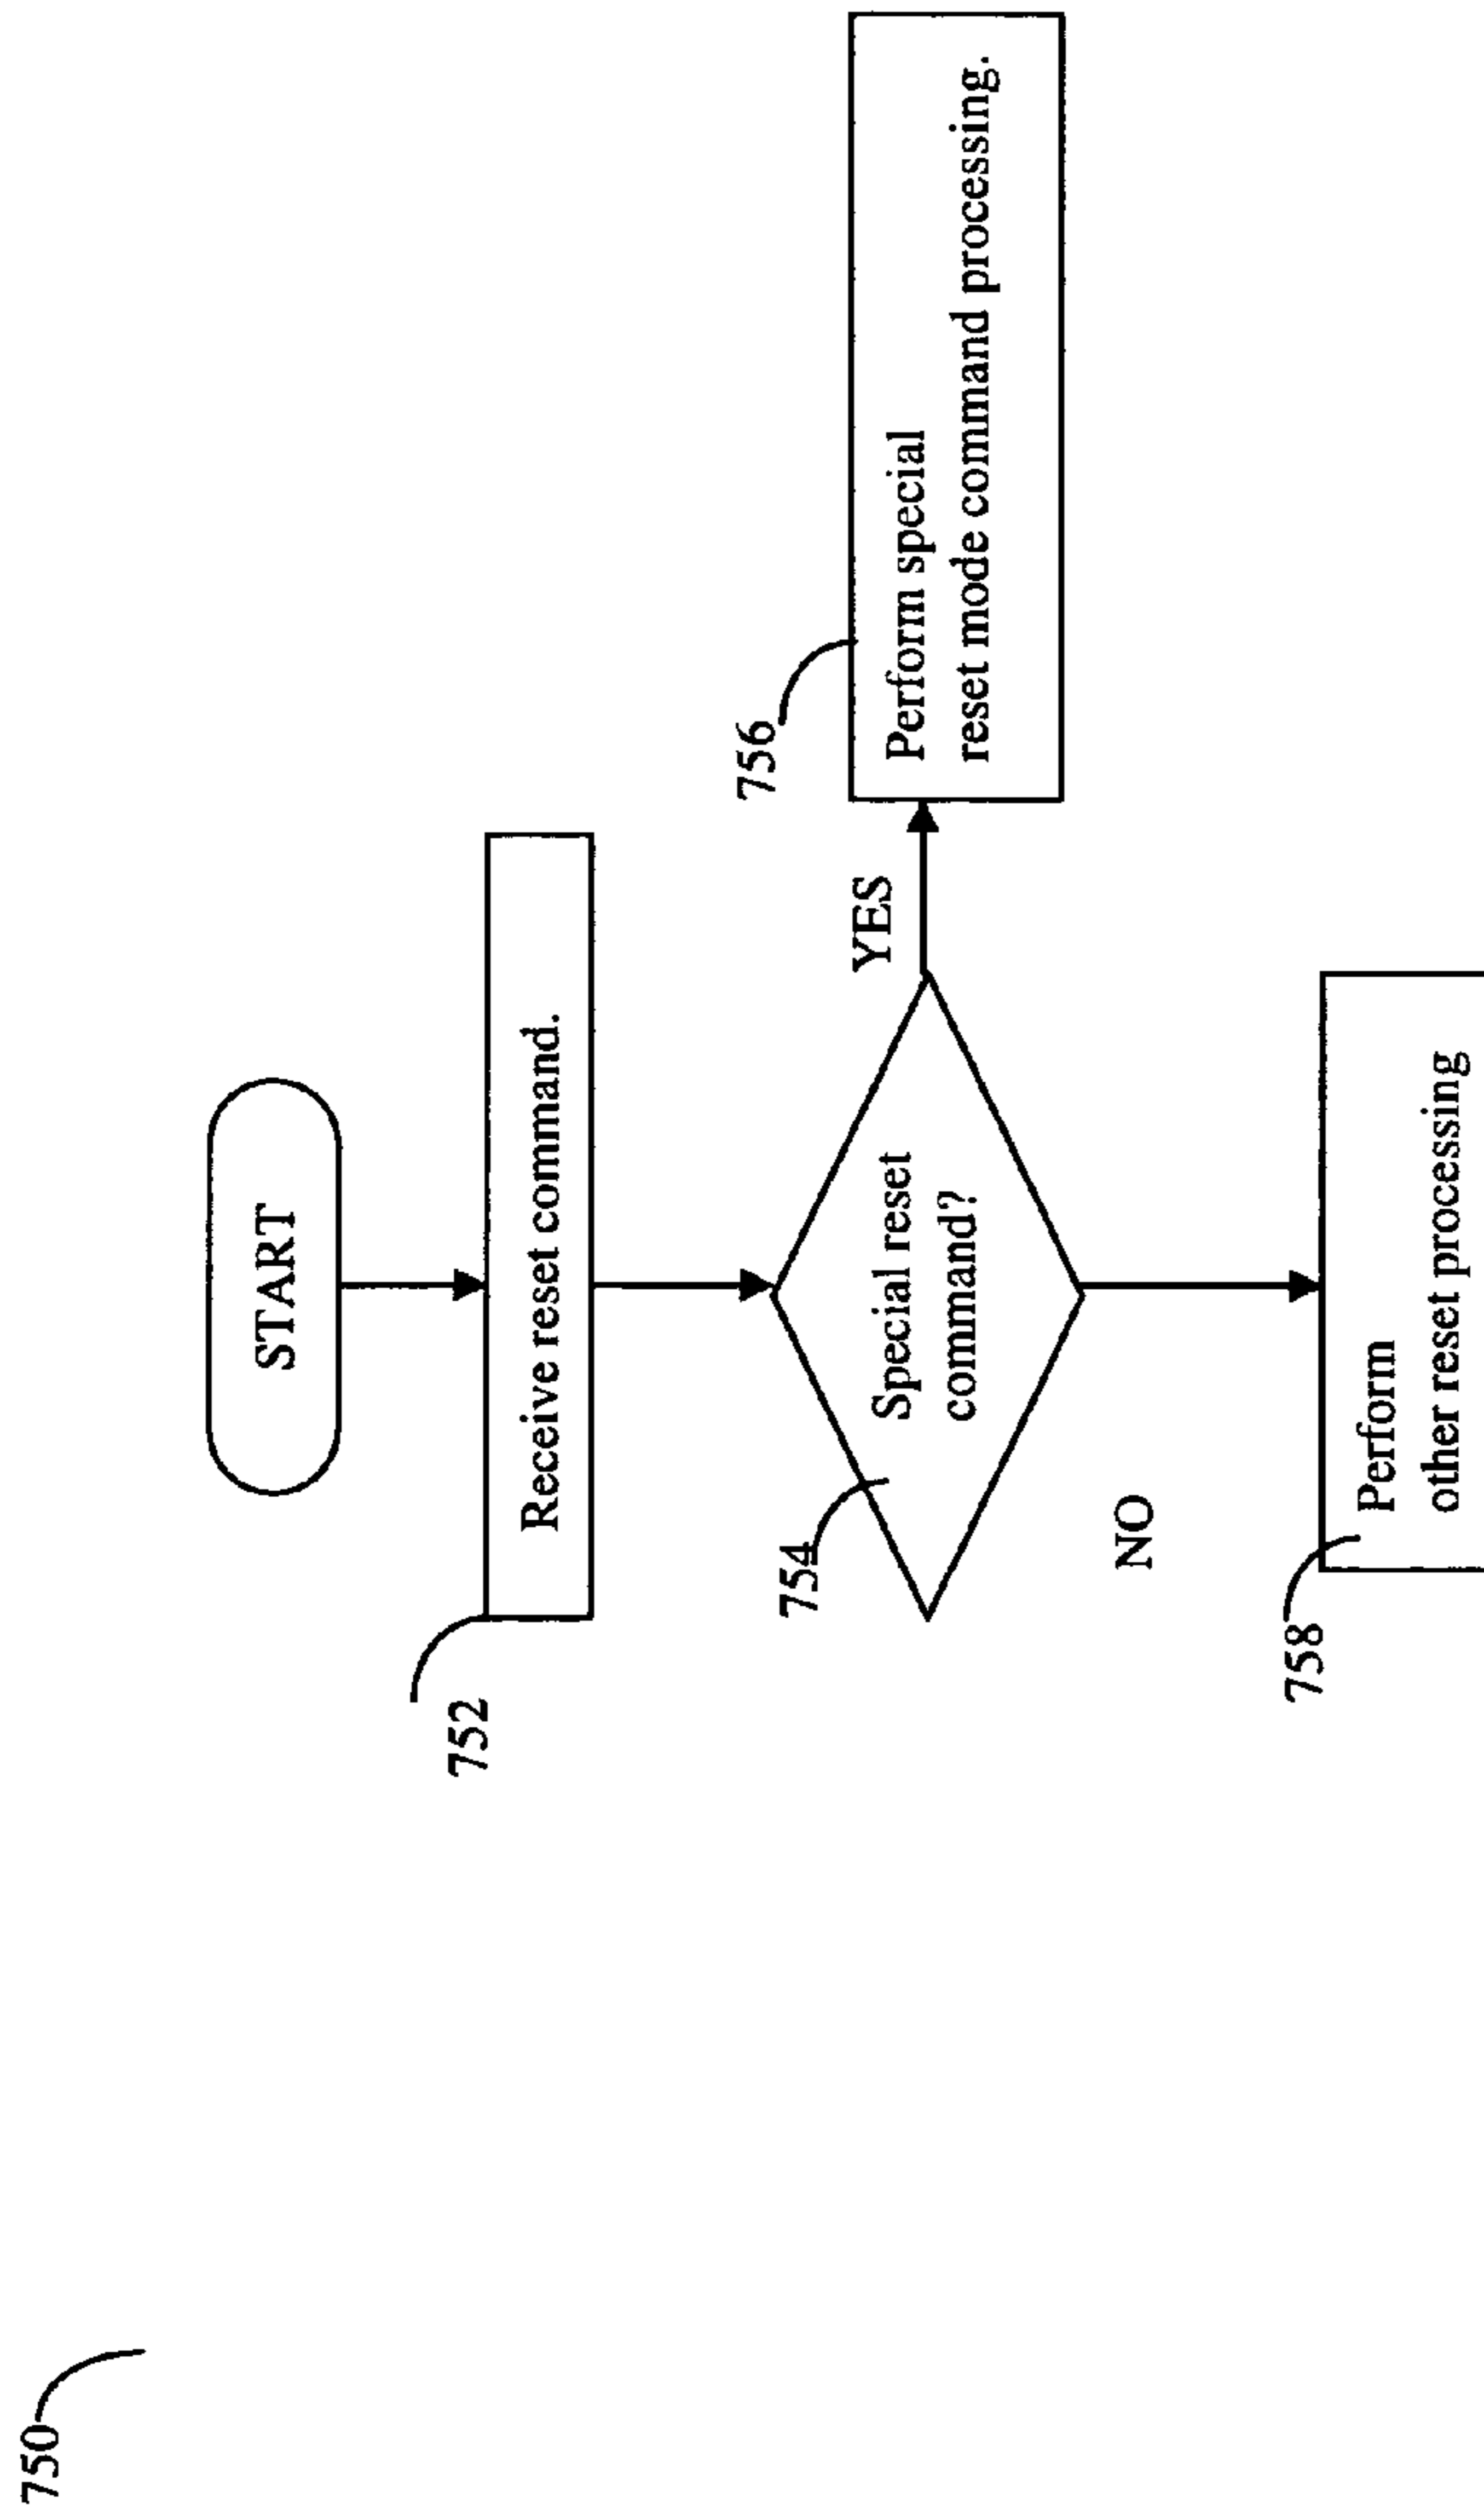 750
START
752
Receive reset command.
754
Special reset
command?
YES
756
Perform special
reset mode command processing.
NO
758
Perform
other reset processing